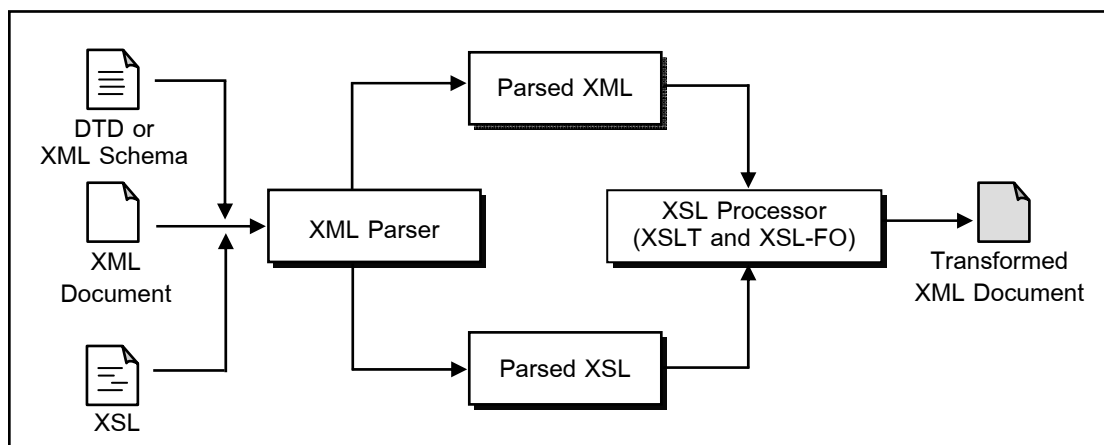 DTD or
XML Schema
XML
Document
XSL
XML Parser
Parsed XML
Parsed XSL
XSL Processor
(XSLT and XSL-FO)
Transformed
XML Document